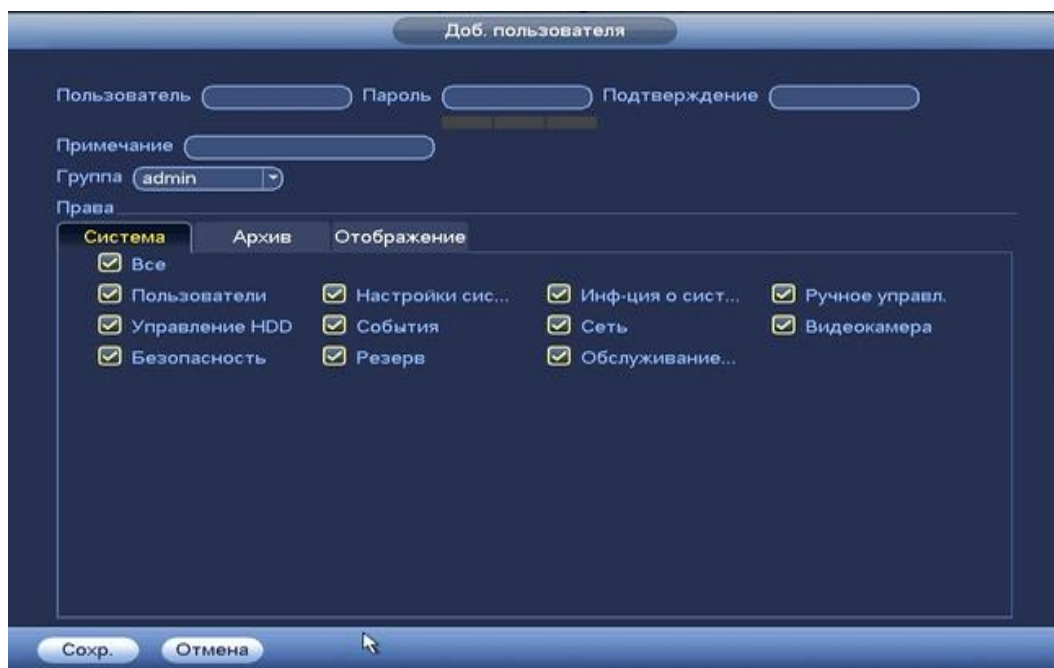 Доб. пользователя
Пользователь Пароль Подтверждение
Примечание
Группа admin
Права
Система Архив Отображение
Все
Пользователи Настройки сис... Инф-ция о сист... Ручное управл.
Управление HDD События Сеть Видеокамера
Безопасность Резерв Обслуживание...
Сохр. Отмена